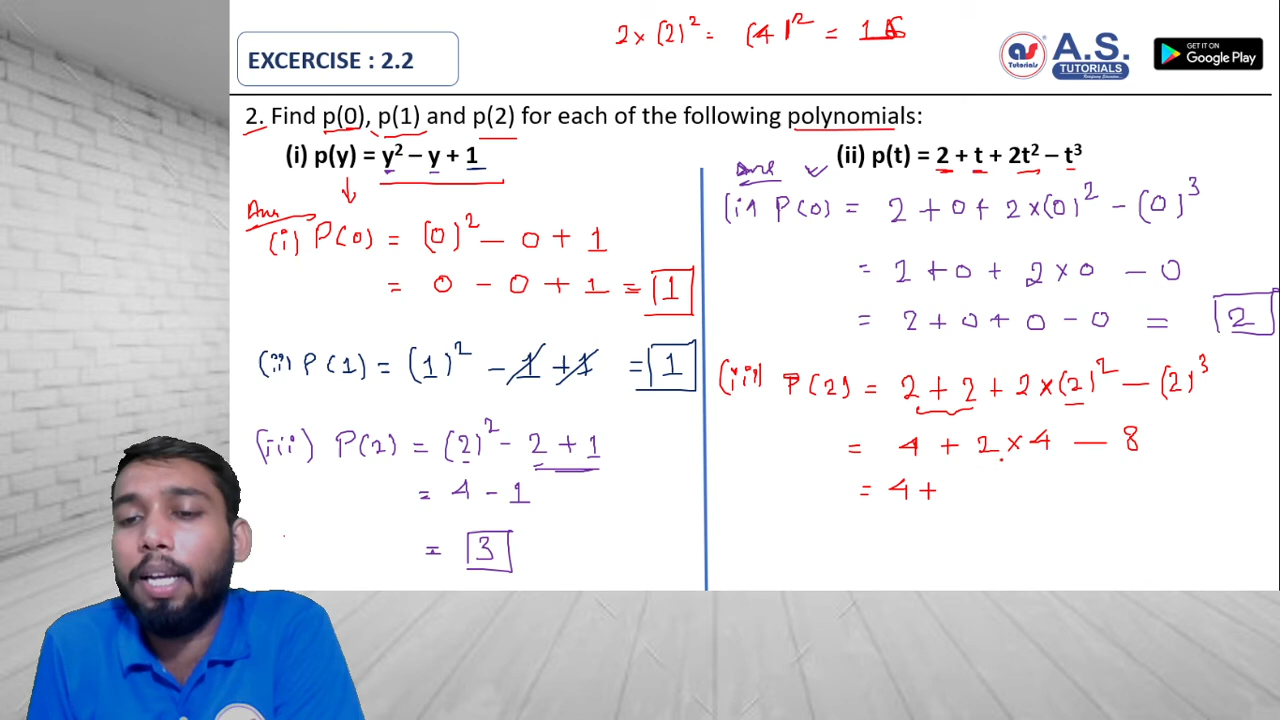 2 × (2)² = (4)² = 16
EXCERCISE : 2.2
as Tutorials
A.S. TUTORIALS
GET IT ON Google Play
2. Find p(0), p(1) and p(2) for each of the following polynomials:
(i) p(y) = y² – y + 1
Ans
(i) P(0) = (0)² – 0 + 1
= 0 – 0 + 1 = 1
(ii) P(1) = (1)² – 1 + 1 = 1
(iii) P(2) = (2)² – 2 + 1
= 4 – 1
= 3
(ii) p(t) = 2 + t + 2t² – t³
Ans
(i) P(0) = 2 + 0 + 2×(0)² – (0)³
= 2 + 0 + 2×0 – 0
= 2 + 0 + 0 – 0 = 2
(iii) P(2) = 2 + 2 + 2×(2)² – (2)³
= 4 + 2×4 – 8
= 4 +